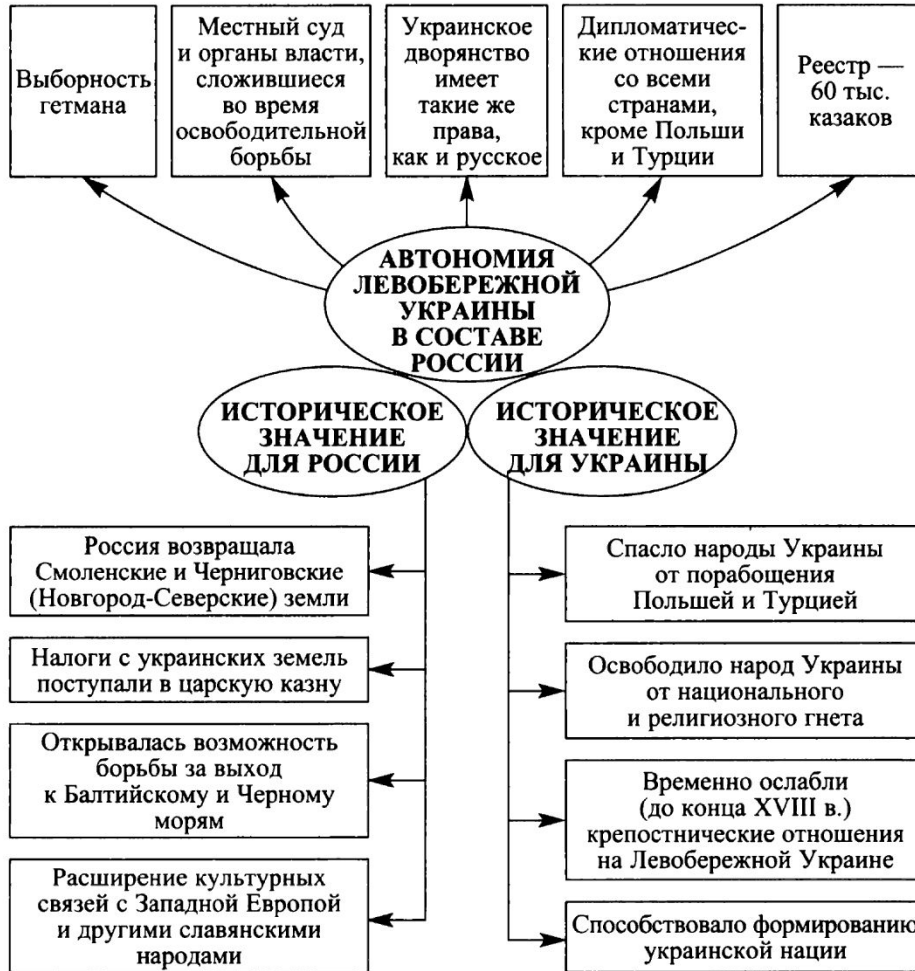 Выборность
гетмана
Местный суд
и органы власти,
сложившиеся
во время
освободительной
борьбы
Украинское
дворянство
имеет
такие же
права,
как и русское
Дипломатичес-
кие отношения
со всеми
странами,
кроме Польши
и Турции
Реестр —
60 тыс.
казаков
АВТОНОМИЯ
ЛЕВОБЕРЕЖНОЙ
УКРАИНЫ
В СОСТАВЕ
РОССИИ
ИСТОРИЧЕСКОЕ
ЗНАЧЕНИЕ
ДЛЯ РОССИИ
ИСТОРИЧЕСКОЕ
ЗНАЧЕНИЕ
ДЛЯ УКРАИНЫ
Россия возвращала
Смоленские и Черниговские
(Новгород-Северские) земли
Налоги с украинских земель
поступали в царскую казну
Открывалась возможность
борьбы за выход
к Балтийскому и Черному
морям
Расширение культурных
связей с Западной Европой
и другими славянскими
народами
Спасло народы Украины
от порабощения
Польшей и Турцией
Освободило народ Украины
от национального
и религиозного гнета
Временно ослабли
(до конца XVIII в.)
крепостнические отношения
на Левобережной Украине
Способствовало формированию
украинской нации